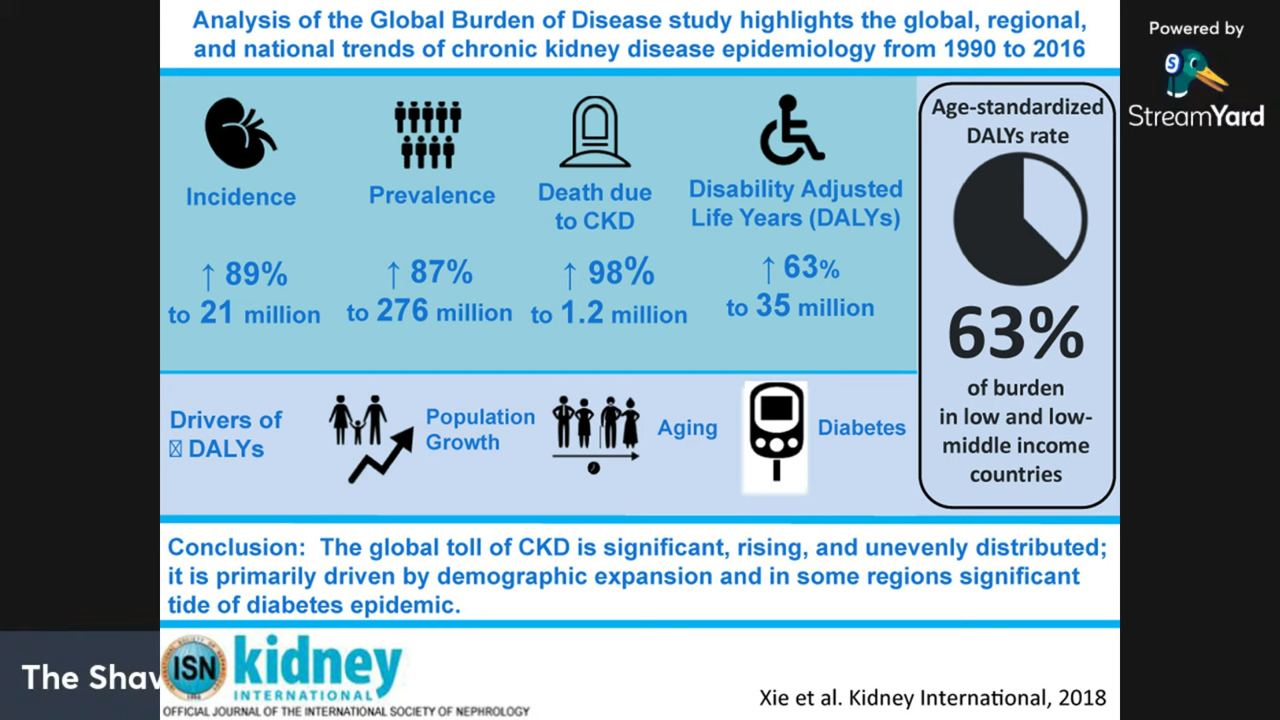 Analysis of the Global Burden of Disease study highlights the global, regional,
and national trends of chronic kidney disease epidemiology from 1990 to 2016
Powered by
StreamYard
Incidence
↑ 89%
to 21 million
Prevalence
↑ 87%
to 276 million
Death due
to CKD
↑ 98%
to 1.2 million
Disability Adjusted
Life Years (DALYs)
↑ 63%
to 35 million
Age-standardized
DALYs rate
63%
of burden
in low and low-
middle income
countries
Drivers of
DALYs
Population
Growth
Aging
Diabetes
Conclusion: The global toll of CKD is significant, rising, and unevenly distributed;
it is primarily driven by demographic expansion and in some regions significant
tide of diabetes epidemic.
The Shav
ISN
kidney
INTERNATIONAL
OFFICIAL JOURNAL OF THE INTERNATIONAL SOCIETY OF NEPHROLOGY
Xie et al. Kidney International, 2018